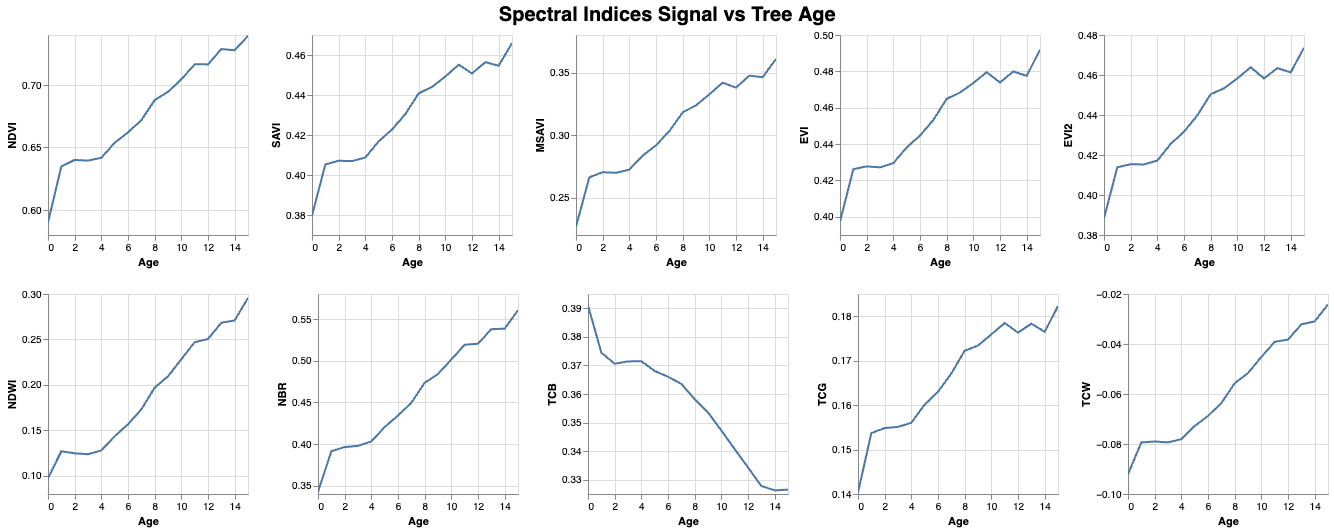 Spectral Indices Signal vs Tree Age
NDVI
0.70
0.65
0.60
0 2 4 6 8 10 12 14
Age
SAVI
0.46
0.44
0.42
0.40
0.38
0 2 4 6 8 10 12 14
Age
MSAVI
0.35
0.30
0.25
0 2 4 6 8 10 12 14
Age
EVI
0.50
0.48
0.46
0.44
0.42
0.40
0 2 4 6 8 10 12 14
Age
EVI2
0.48
0.46
0.44
0.42
0.40
0.38
0 2 4 6 8 10 12 14
Age
NDWI
0.30
0.25
0.20
0.15
0.10
0 2 4 6 8 10 12 14
Age
NBR
0.55
0.50
0.45
0.40
0.35
0 2 4 6 8 10 12 14
Age
TCB
0.39
0.38
0.37
0.36
0.35
0.34
0.33
0 2 4 6 8 10 12 14
Age
TCG
0.18
0.17
0.16
0.15
0.14
0 2 4 6 8 10 12 14
Age
TCW
−0.02
−0.04
−0.06
−0.08
−0.10
0 2 4 6 8 10 12 14
Age